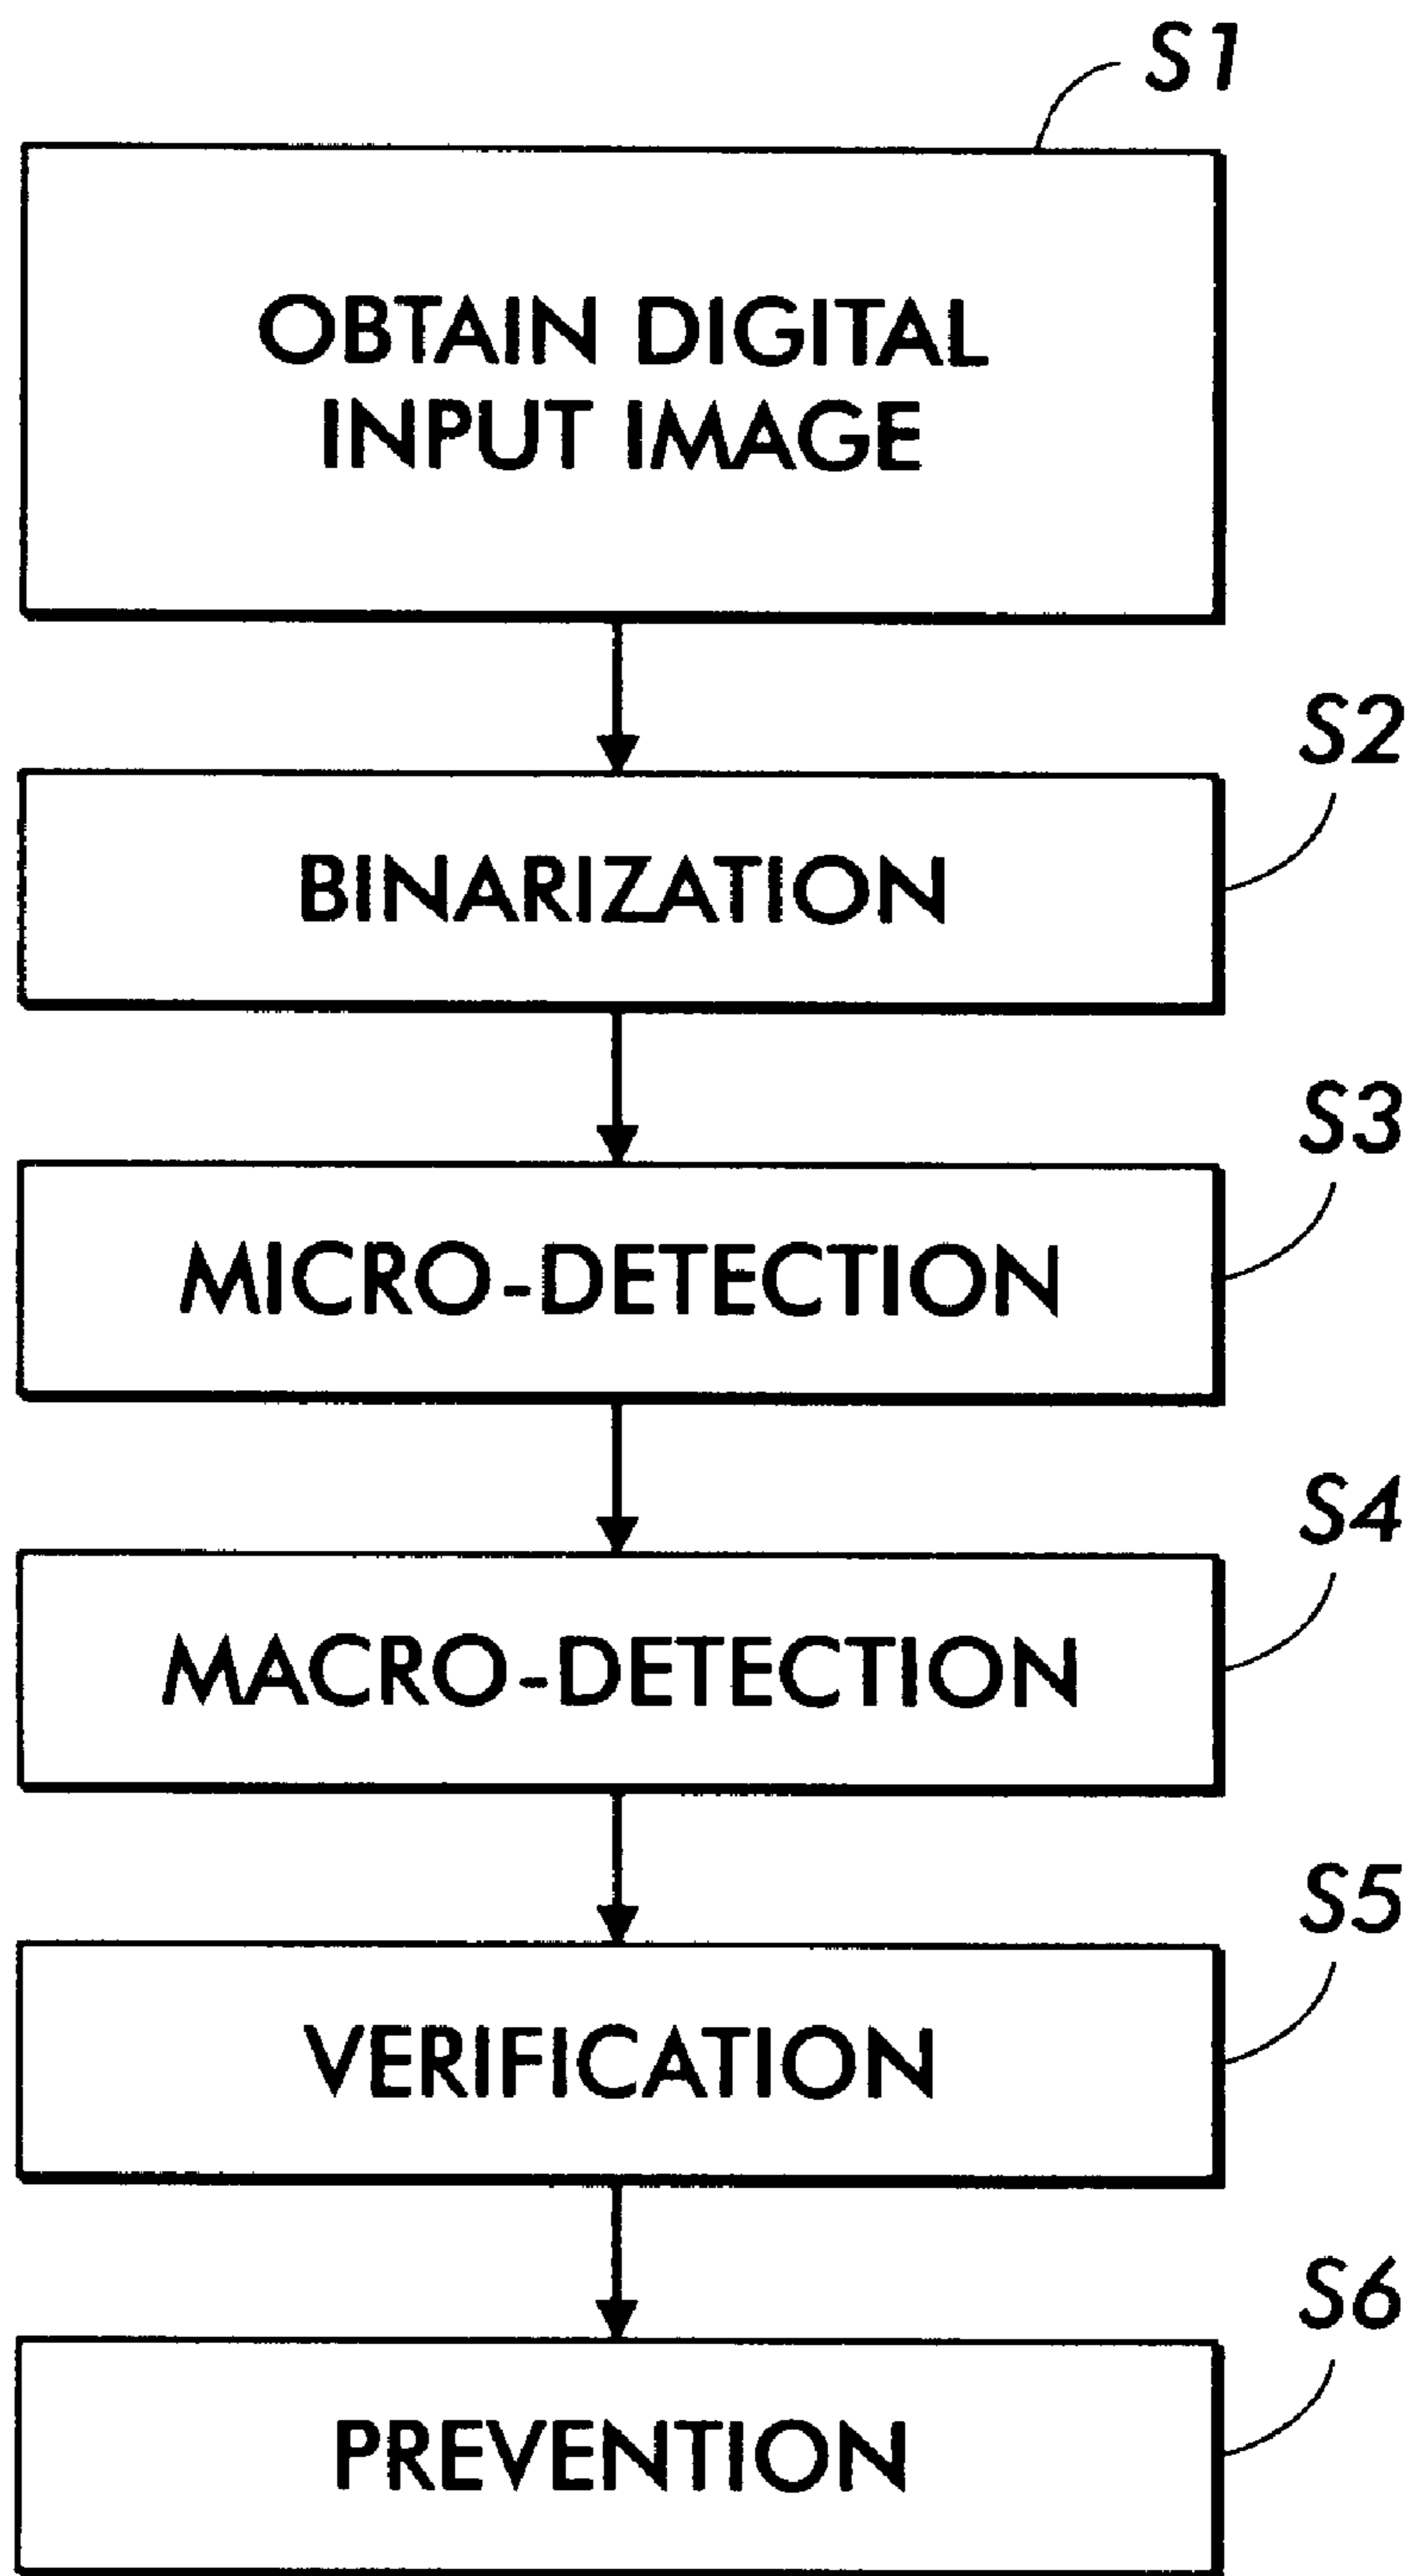 S1
OBTAIN DIGITAL
INPUT IMAGE
S2
BINARIZATION
S3
MICRO-DETECTION
S4
MACRO-DETECTION
S5
VERIFICATION
S6
PREVENTION